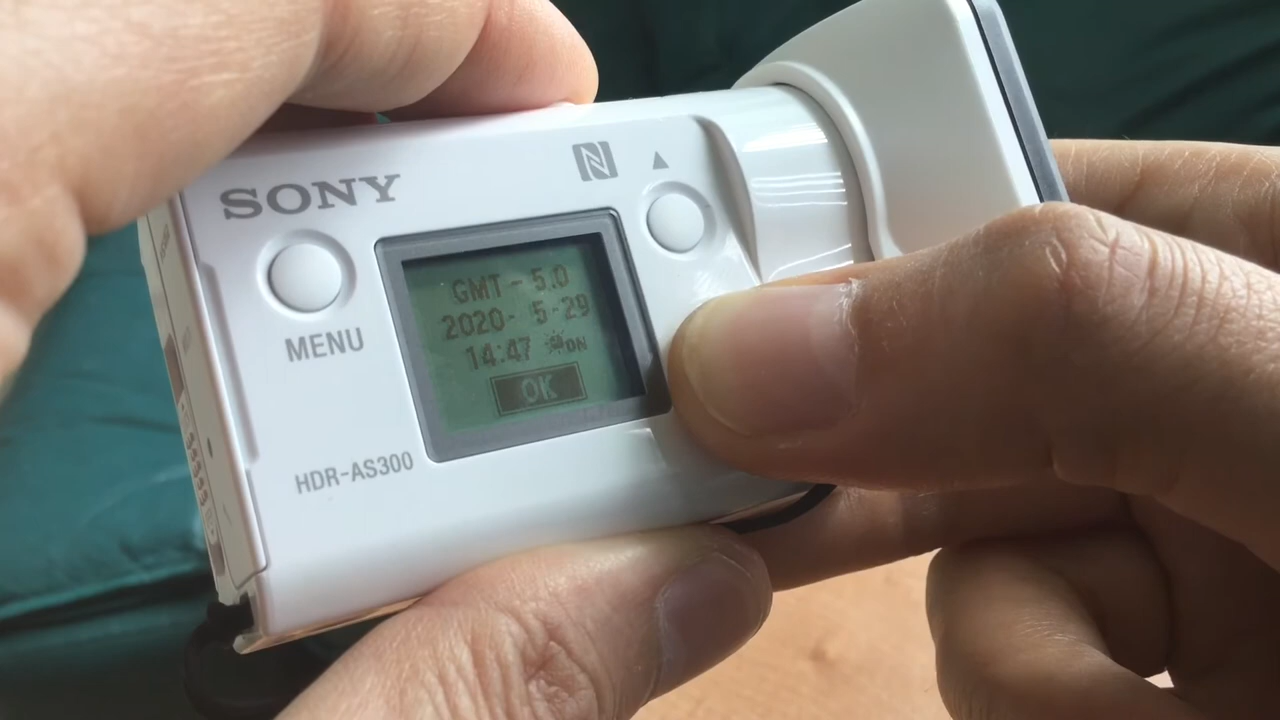 SONY
MENU
GMT - 5.0
2020- 5-29
14:47 ON
OK
HDR-AS300